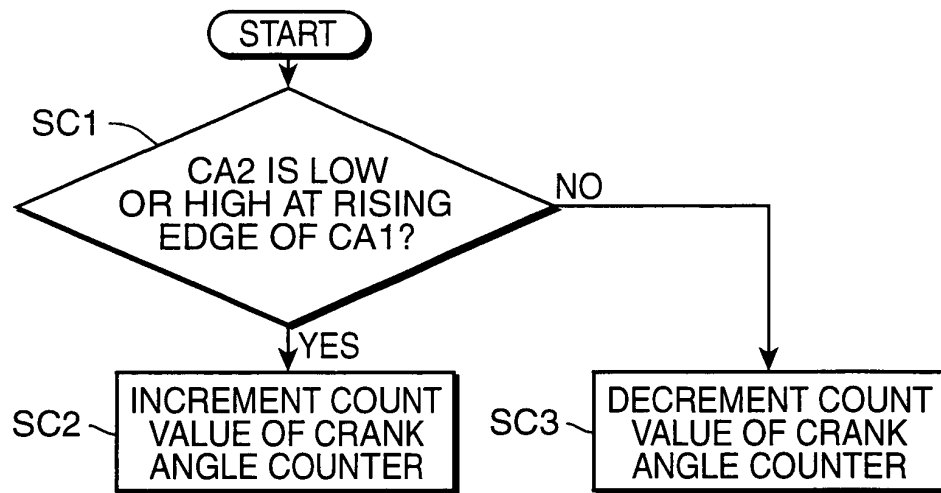 START
SC1
CA2 IS LOW
OR HIGH AT RISING
EDGE OF CA1?
NO
YES
SC2
INCREMENT COUNT
VALUE OF CRANK
ANGLE COUNTER
SC3
DECREMENT COUNT
VALUE OF CRANK
ANGLE COUNTER